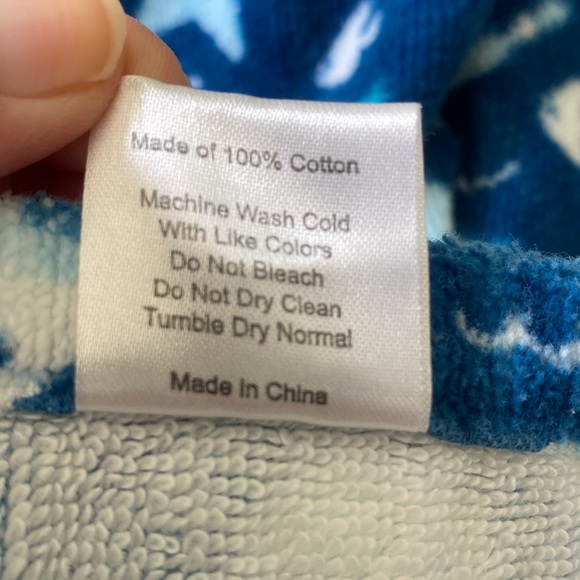 Made of 100% Cotton
Machine Wash Cold
With Like Colors
Do Not Bleach
Do Not Dry Clean
Tumble Dry Normal
Made In China